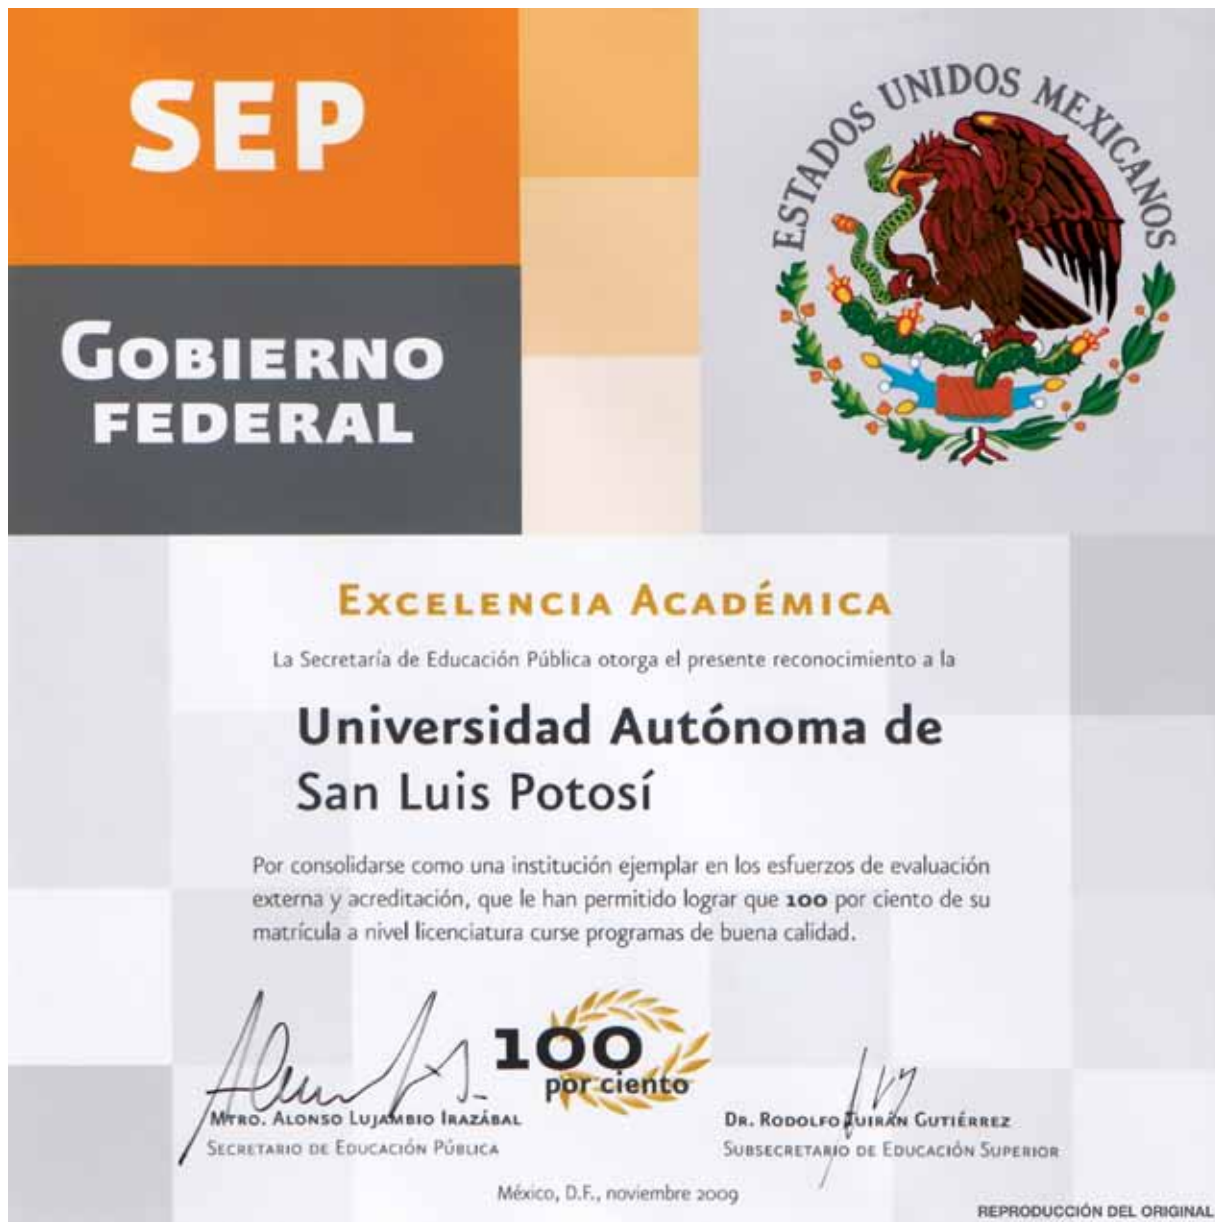 SEP
GOBIERNO
FEDERAL
ESTADOS UNIDOS MEXICANOS
EXCELENCIA ACADÉMICA
La Secretaría de Educación Pública otorga el presente reconocimiento a la
Universidad Autónoma de
San Luis Potosí
Por consolidarse como una institución ejemplar en los esfuerzos de evaluación
externa y acreditación, que le han permitido lograr que 100 por ciento de su
matrícula a nivel licenciatura curse programas de buena calidad.
100
por ciento
MTRO. ALONSO LUJAMBIO IRAZÁBAL
SECRETARIO DE EDUCACIÓN PÚBLICA
DR. RODOLFO TUIRÁN GUTIÉRREZ
SUBSECRETARIO DE EDUCACIÓN SUPERIOR
México, D.F., noviembre 2009
REPRODUCCIÓN DEL ORIGINAL